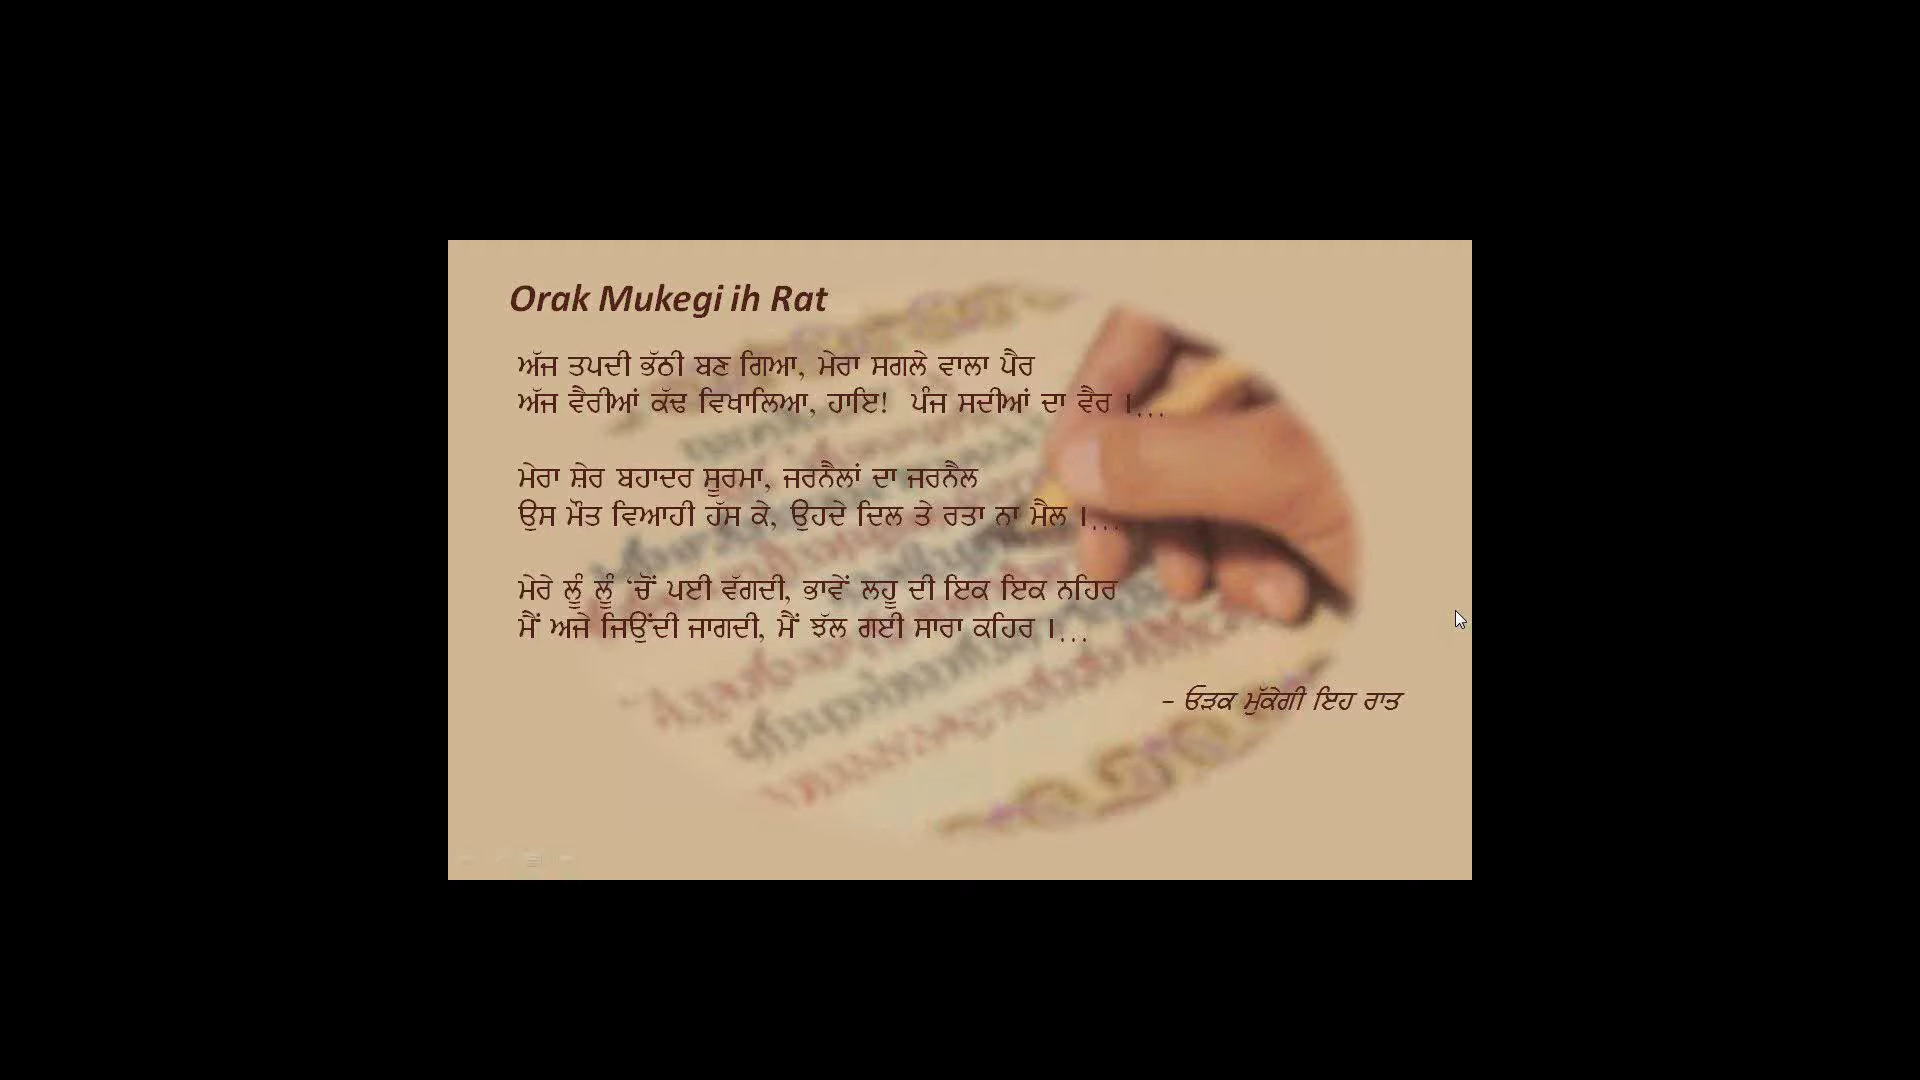 Orak Mukegi ih Rat
ਅੱਜ ਤਪਦੀ ਭੱਠੀ ਬਣ ਗਿਆ, ਮੇਰਾ ਸਗਲੇ ਵਾਲਾ ਪੈਰ
ਅੱਜ ਵੈਰੀਆਂ ਕੱਢ ਵਿਖਾਲਿਆ, ਹਾਇ! ਪੰਜ ਸਦੀਆਂ ਦਾ ਵੈਰ ।...
ਮੇਰਾ ਸ਼ੇਰ ਬਹਾਦਰ ਸੂਰਮਾ, ਜਰਨੈਲਾਂ ਦਾ ਜਰਨੈਲ
ਉਸ ਮੌਤ ਵਿਆਹੀ ਹੱਸ ਕੇ, ਉਹਦੇ ਦਿਲ ਤੇ ਰਤਾ ਨਾ ਮੈਲ ।...
ਮੇਰੇ ਲੂੰ ਲੂੰ ‘ਚੋਂ ਪਈ ਵੱਗਦੀ, ਭਾਵੇਂ ਲਹੂ ਦੀ ਇਕ ਇਕ ਨਹਿਰ
ਮੈਂ ਅਜੇ ਜਿਉਂਦੀ ਜਾਗਦੀ, ਮੈਂ ਝੱਲ ਗਈ ਸਾਰਾ ਕਹਿਰ ।...
– ਓੜਕ ਮੁੱਕੇਗੀ ਇਹ ਰਾਤ